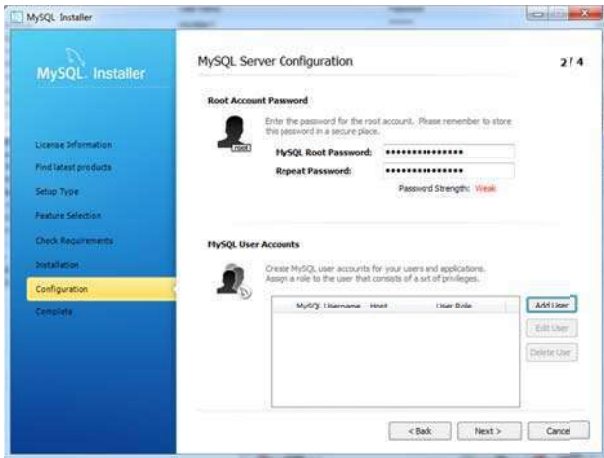 MySQL Installer
MySQL Installer
MySQL Server Configuration
2/4
Root Account Password
Enter the password for the root account. Please remember to store
this password in a secure place.
root
MySQL Root Password:
Repeat Password:
Password Strength: Weak
License Information
Find latest products
Setup Type
Feature Selection
Check Requirements
Installation
Configuration
Complete
MySQL User Accounts
Create MySQL user accounts for your users and applications.
Assign a role to the user that consists of a set of privileges.
MySQL Username Host User Role
Add User
Edit User
Delete User
< Back
Next >
Cancel